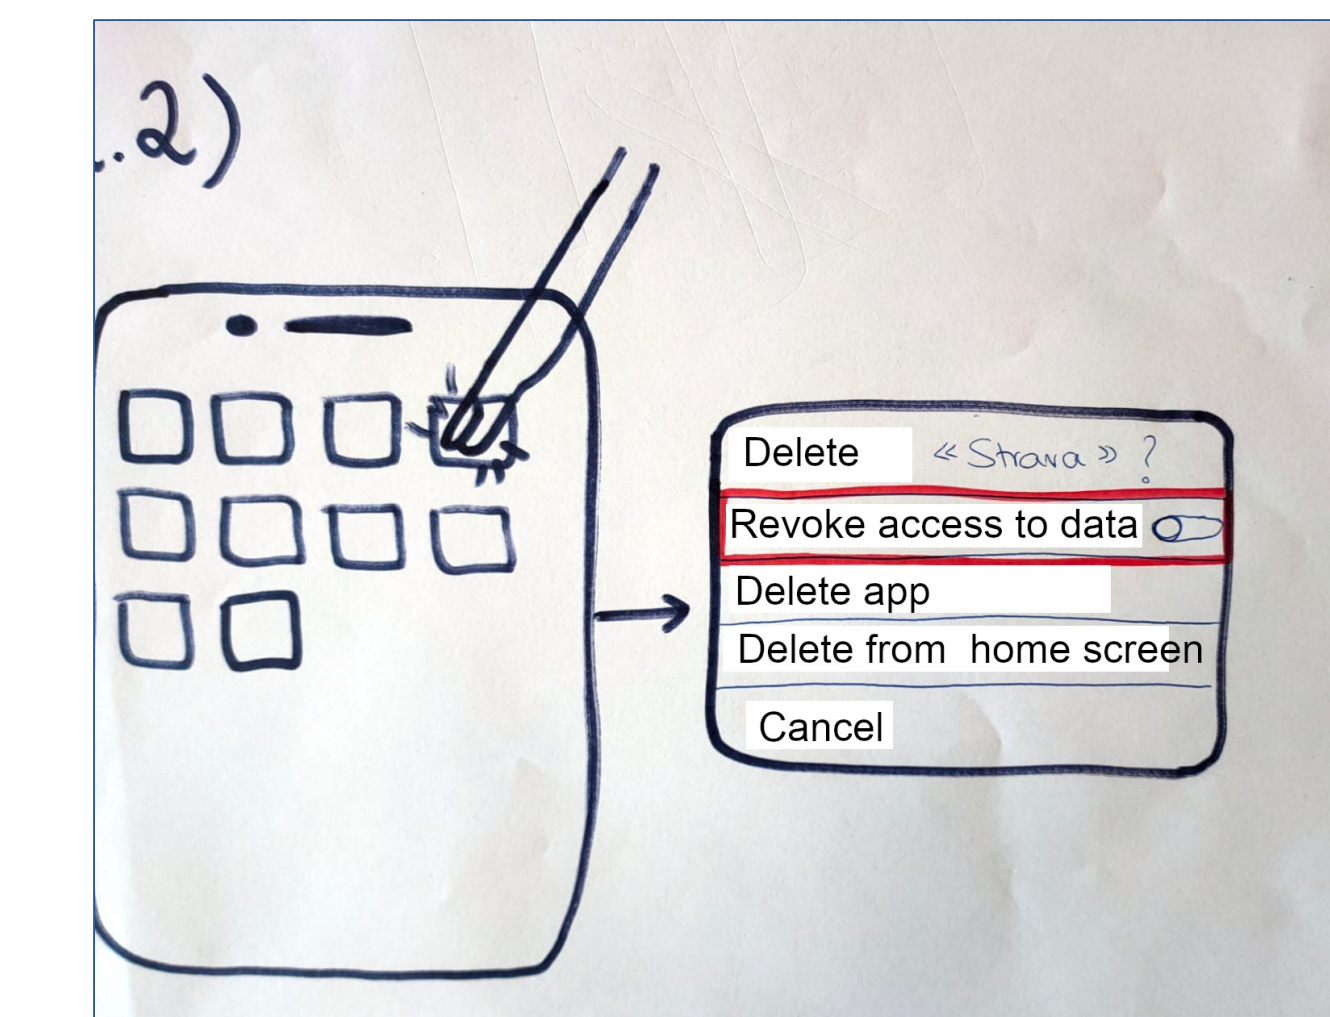 .2)
Delete «Strava» ?
Revoke access to data
Delete app
Delete from home screen
Cancel